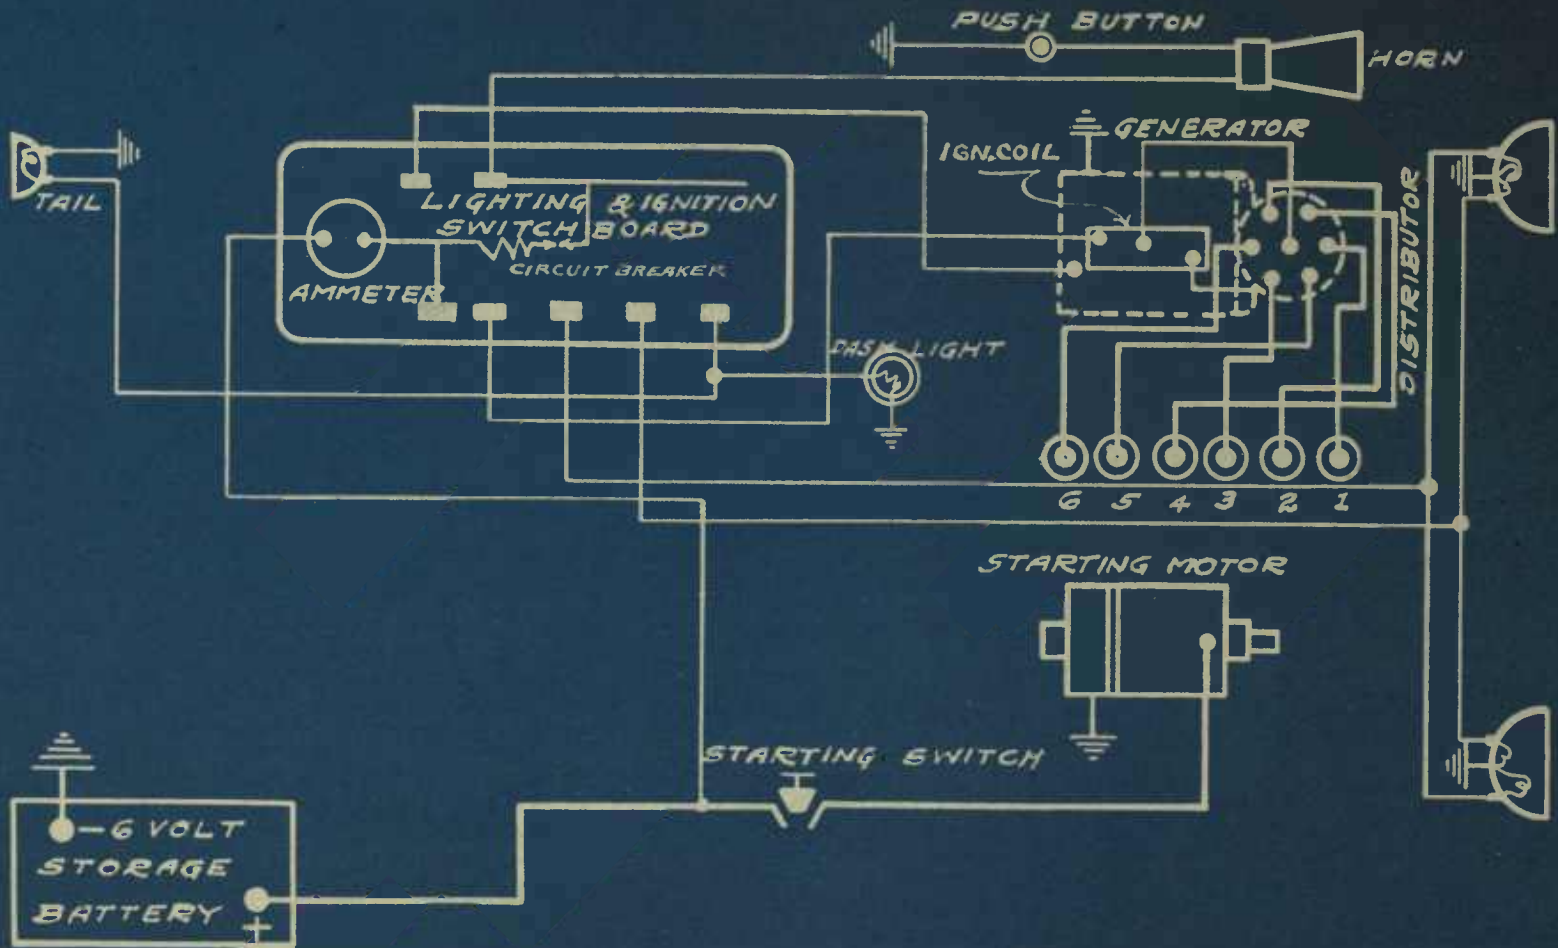 PUSH BUTTON
HORN
GENERATOR
IGN. COIL
TAIL
LIGHTING & IGNITION
SWITCH BOARD
CIRCUIT BREAKER
AMMETER
DISTRIBUTOR
DASH LIGHT
6 5 4 3 2 1
STARTING MOTOR
STARTING SWITCH
- 6 VOLT
STORAGE
BATTERY
+